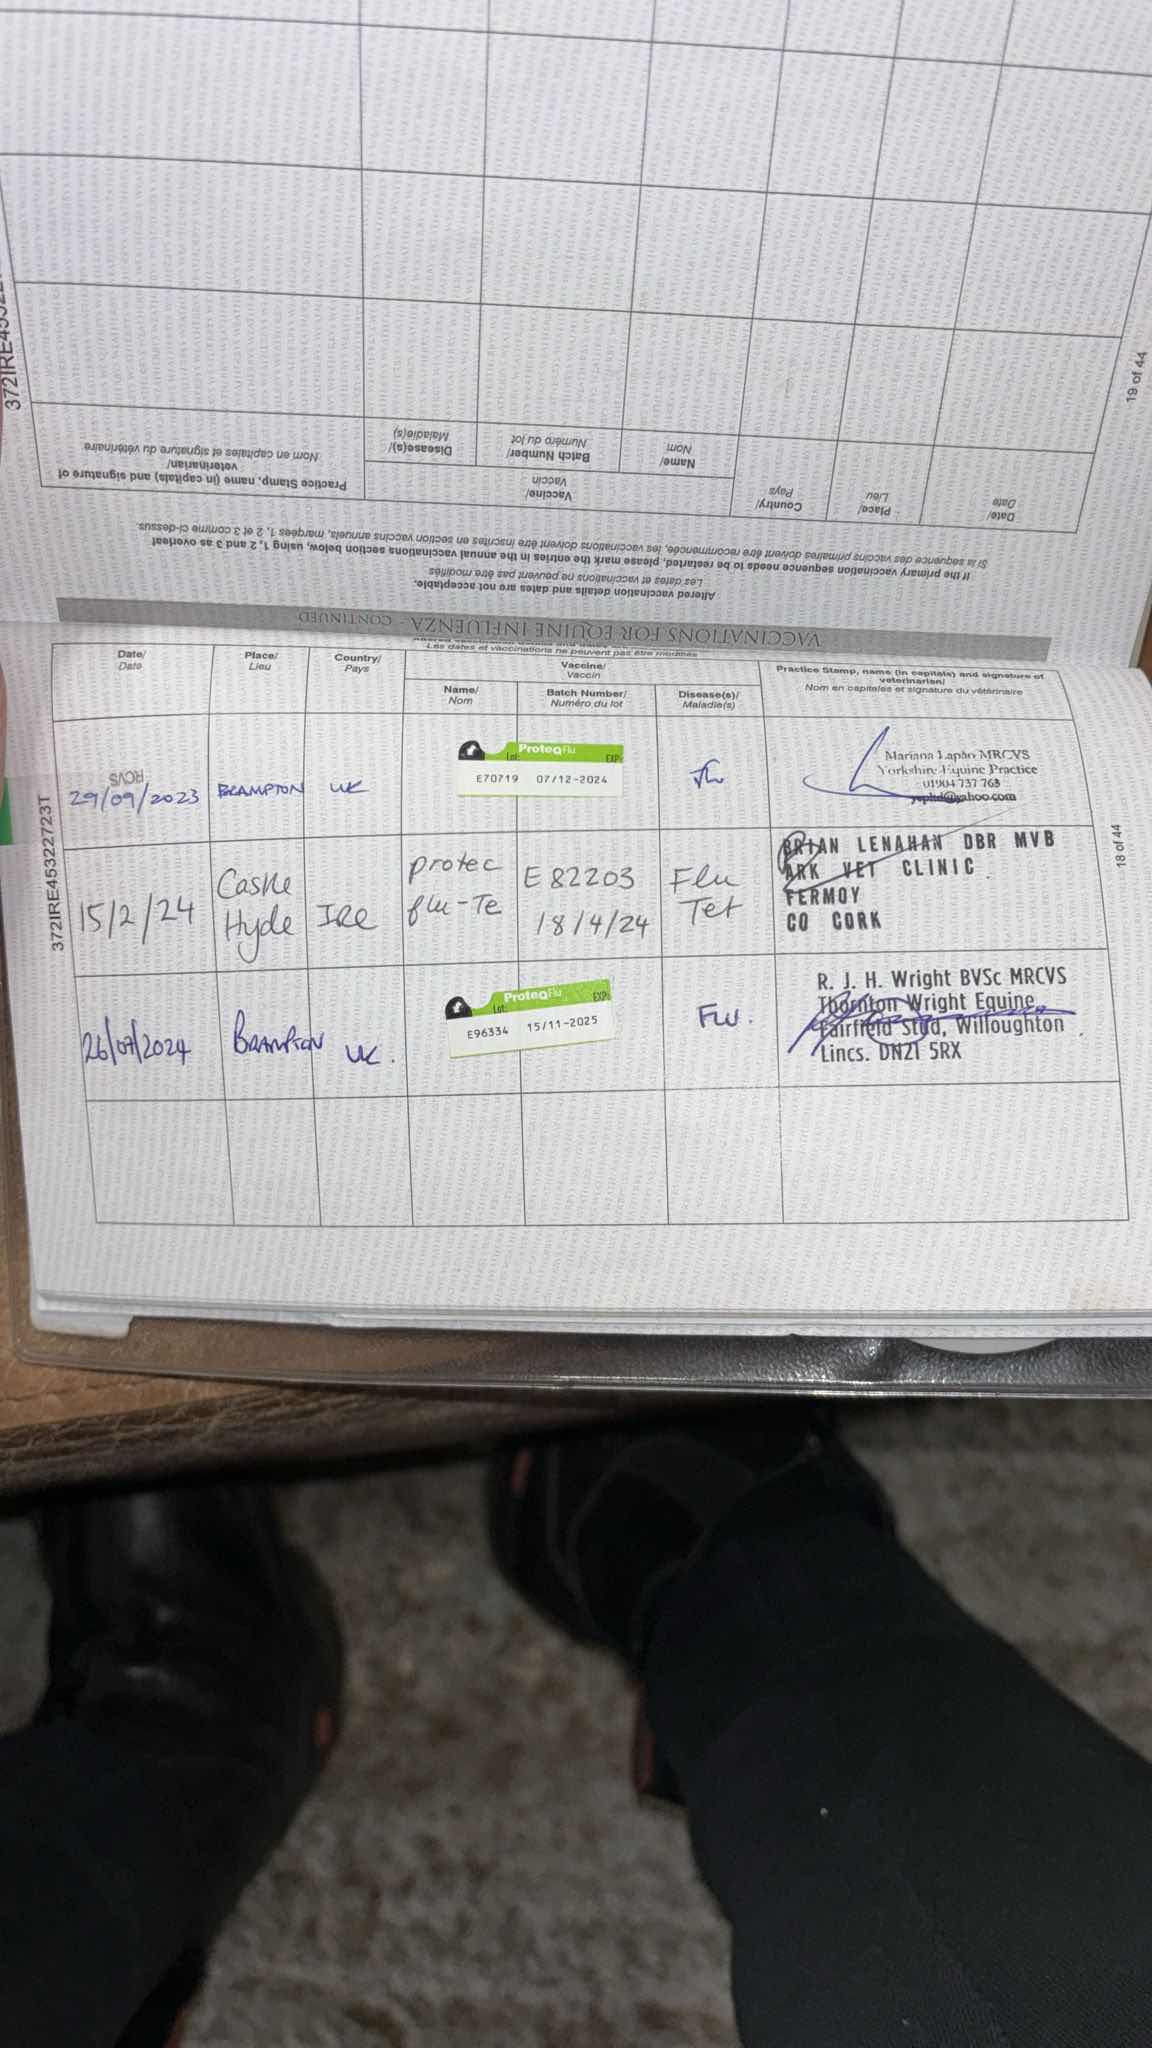 372IRE4532
19 of 44
Practice Stamp, name (in capitals) and signature of
veterinarian/
Nom en capitales et signature du vétérinaire
Disease(s)/
Maladie(s)
Vaccine/
Vaccin
Batch Number/
Numéro du lot
Name/
Nom
Country/
Pays
Place/
Lieu
Date/
Date
Si la séquence des vaccins primaires doivent être recommencée, les vaccinations doivent être inscrites en section vaccins annuels, marqées 1, 2 et 3 comme ci-dessus.
If the primary vaccination sequence needs to be restarted, please mark the entries in the annual vaccinations section below, using 1, 2 and 3 as overleaf
Les dates et vaccinations ne peuvent pas être modifiés
Altered vaccination details and dates are not acceptable.
VACCINATIONS FOR EQUINE INFLUENZA - CONTINUED
Les dates et vaccinations ne peuvent pas être modifiés
Date/
Date
Place/
Lieu
Country/
Pays
Vaccine/
Vaccin
Name/
Nom
Batch Number/
Numéro du lot
Disease(s)/
Maladie(s)
Practice Stamp, name (in capitals) and signature of
veterinarian/
Nom en capitales et signature du vétérinaire
372IRE45322723T
18 of 44
RCVS
29/09/2023
BRAMPTON
UK
ProteqFlu
Lot: EXP:
E70719 07/12-2024
Flu
Mariana Lapão MRCVS
Yorkshire Equine Practice
01904 737 763
15/2/24
Castle
Hyde
IRE
protec
flu-Te
E82203
18/4/24
Flu
Tet
BRIAN LENAHAN DBR MVB
ARK VET CLINIC
FERMOY
CO CORK
26/07/2024
BRAMPTON
UK.
ProteqFlu
Lot: EXP:
E96334 15/11-2025
FLU.
R. J. H. Wright BVSc MRCVS
Thornton Wright Equine
Fairfield Stud, Willoughton
Lincs. DN21 5RX